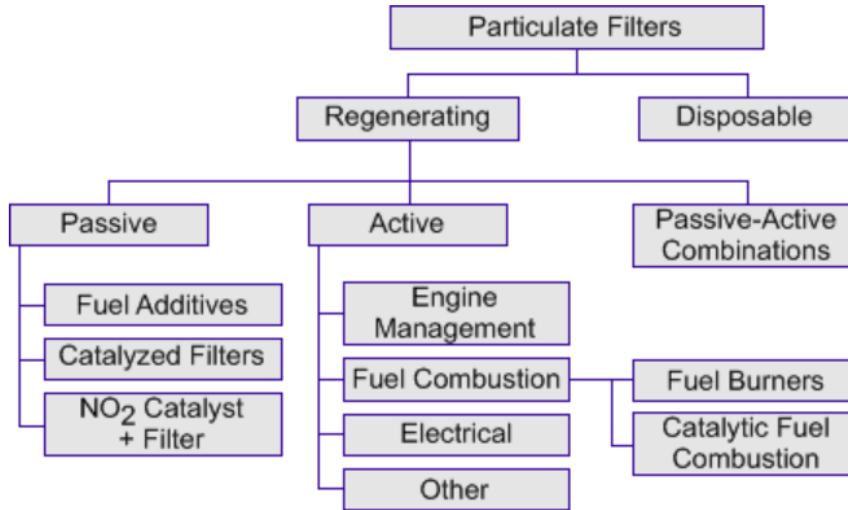 Particulate Filters
Regenerating
Disposable
Passive
Active
Passive-Active
Combinations
Fuel Additives
Catalyzed Filters
NO2 Catalyst
+ Filter
Engine
Management
Fuel Combustion
Electrical
Other
Fuel Burners
Catalytic Fuel
Combustion